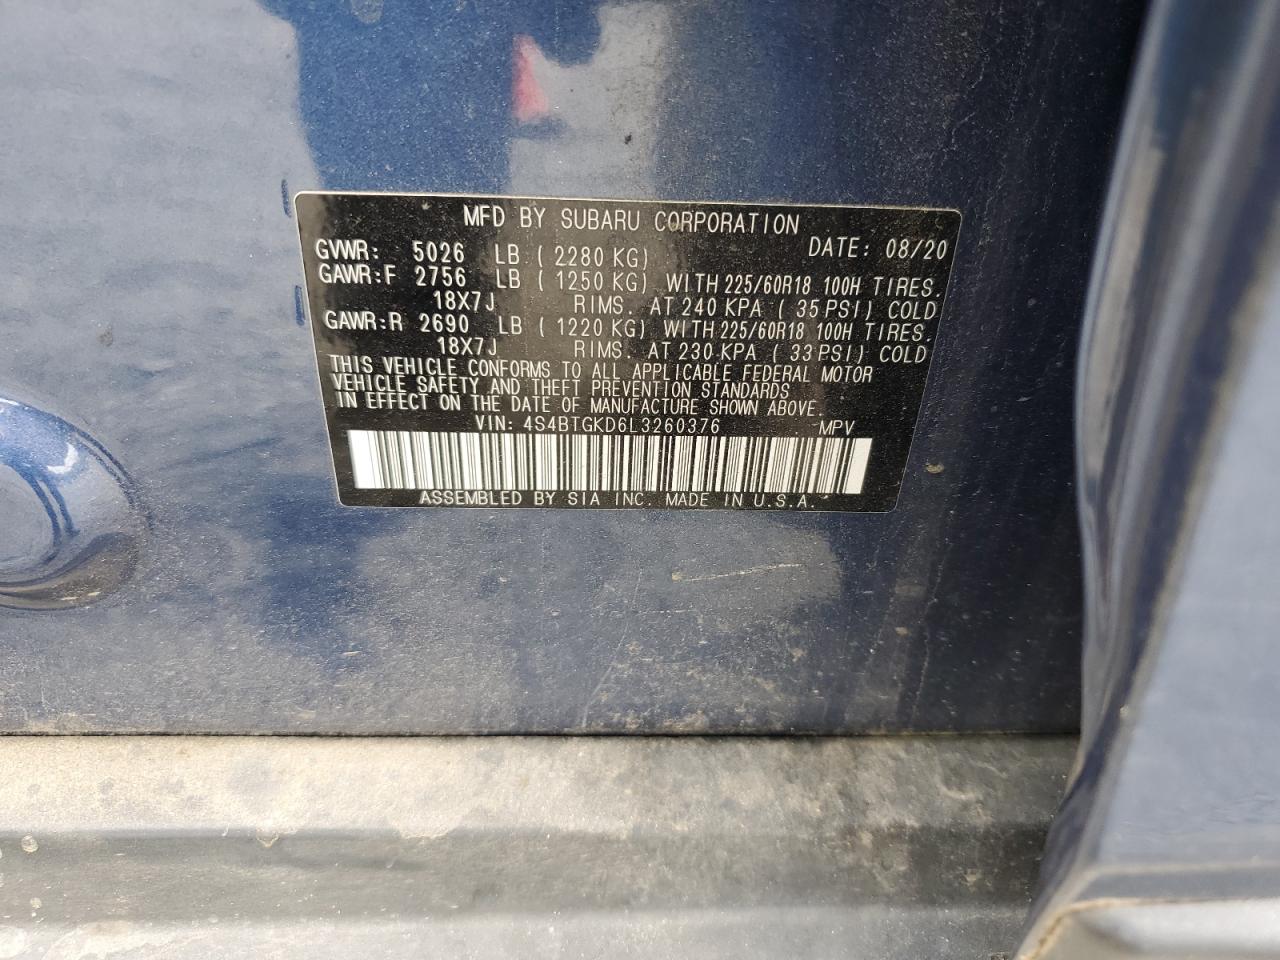 MFD BY SUBARU CORPORATION
GVWR: 5026 LB ( 2280 KG) DATE: 08/20
GAWR:F 2756 LB ( 1250 KG) WITH 225/60R18 100H TIRES.
18X7J RIMS. AT 240 KPA ( 35 PSI) COLD
GAWR:R 2690 LB ( 1220 KG) WITH 225/60R18 100H TIRES.
18X7J RIMS. AT 230 KPA ( 33 PSI) COLD
THIS VEHICLE CONFORMS TO ALL APPLICABLE FEDERAL MOTOR
VEHICLE SAFETY AND THEFT PREVENTION STANDARDS
IN EFFECT ON THE DATE OF MANUFACTURE SHOWN ABOVE.
VIN: 4S4BTGKD6L3260376 MPV
ASSEMBLED BY SIA INC. MADE IN U.S.A.